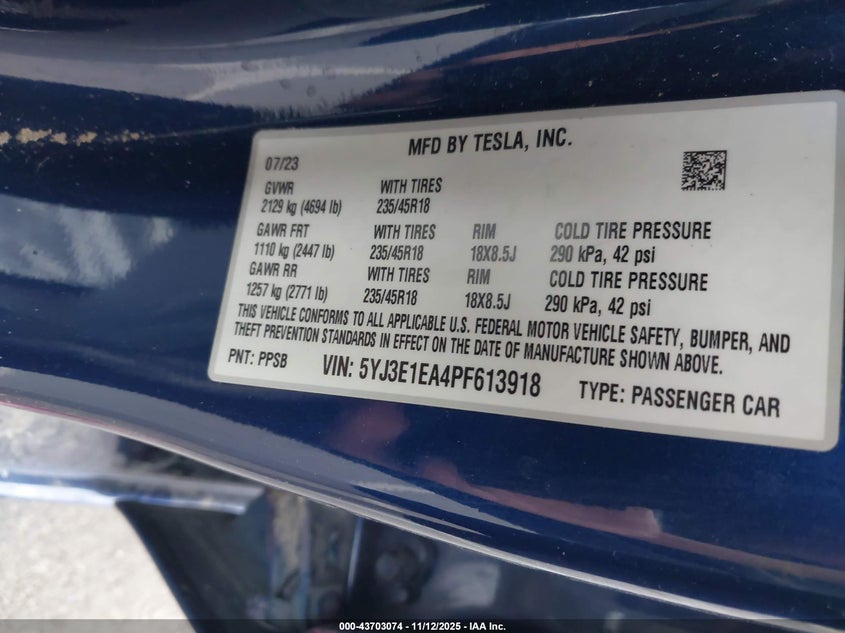 MFD BY TESLA, INC.
07/23
GVWR WITH TIRES
2129 kg (4694 lb) 235/45R18
GAWR FRT WITH TIRES RIM COLD TIRE PRESSURE
1110 kg (2447 lb) 235/45R18 18X8.5J 290 kPa, 42 psi
GAWR RR WITH TIRES RIM COLD TIRE PRESSURE
1257 kg (2771 lb) 235/45R18 18X8.5J 290 kPa, 42 psi
THIS VEHICLE CONFORMS TO ALL APPLICABLE U.S. FEDERAL MOTOR VEHICLE SAFETY, BUMPER, AND
THEFT PREVENTION STANDARDS IN EFFECT ON THE DATE OF MANUFACTURE SHOWN ABOVE.
PNT: PPSB VIN: 5YJ3E1EA4PF613918 TYPE: PASSENGER CAR
000 -- 43703074 -- 11/12/2025 -- IAA Inc.